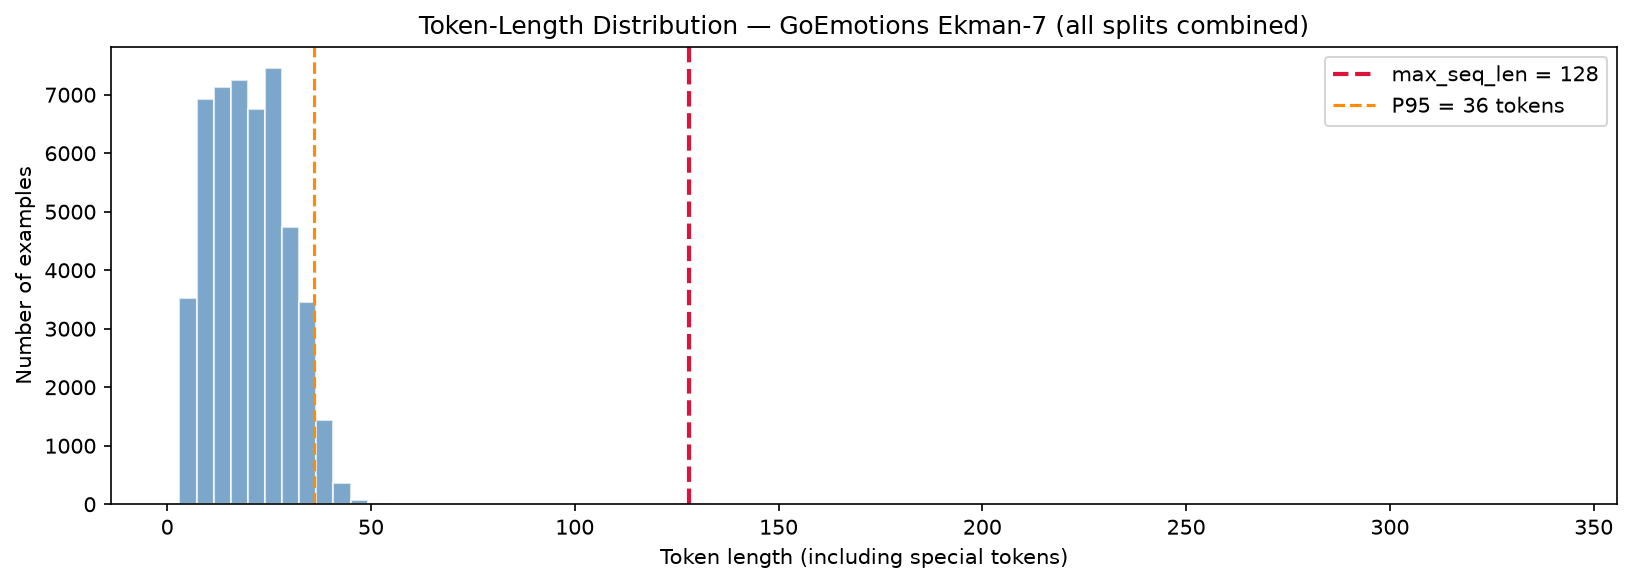 Token-Length Distribution — GoEmotions Ekman-7 (all splits combined)
max_seq_len = 128
P95 = 36 tokens
Number of examples
7000
6000
5000
4000
3000
2000
1000
0
0 50 100 150 200 250 300 350
Token length (including special tokens)